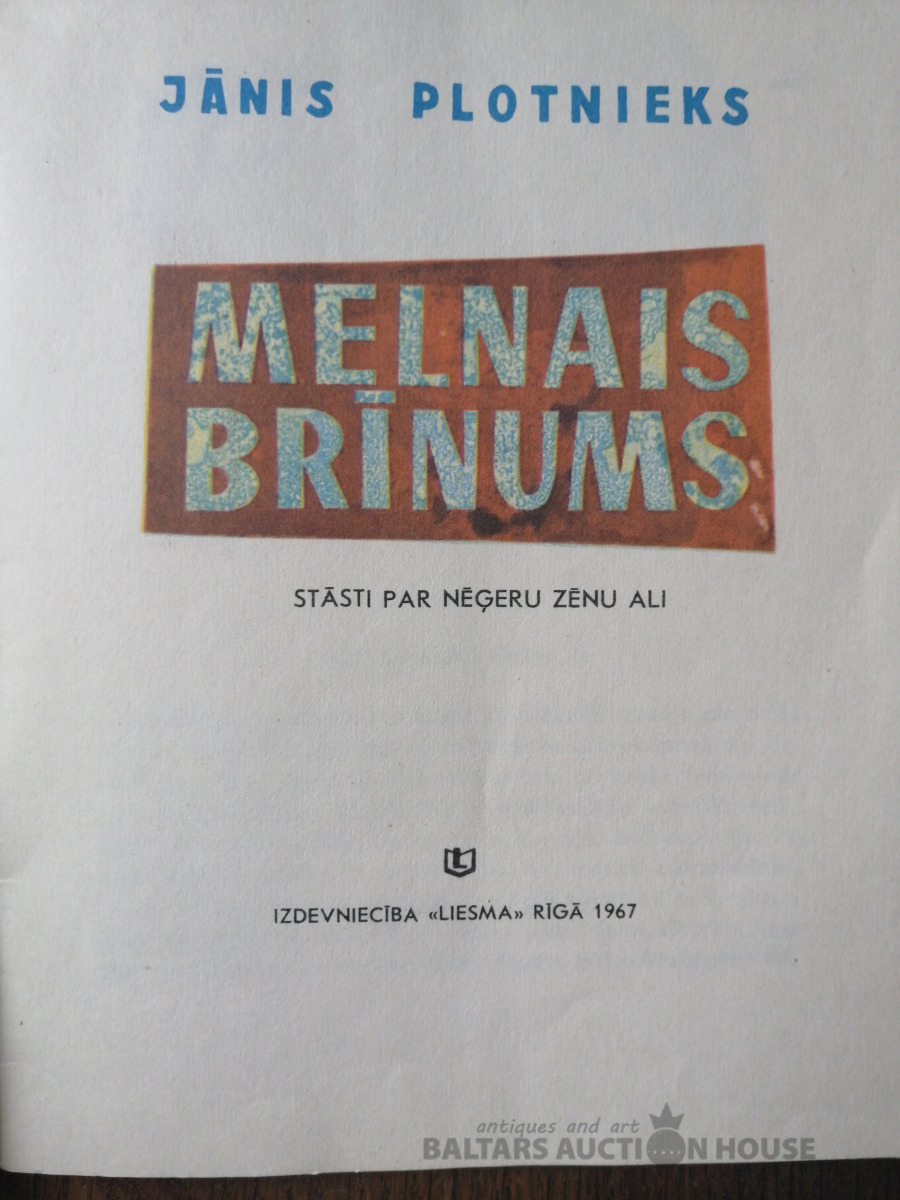 JĀNIS PLOTNIEKS
MELNAIS
BRĪNUMS
STĀSTI PAR NĒĢERU ZĒNU ALI
L
IZDEVNIECĪBA «LIESMA» RĪGĀ 1967
antiques and art
BALTARS AUCTION HOUSE